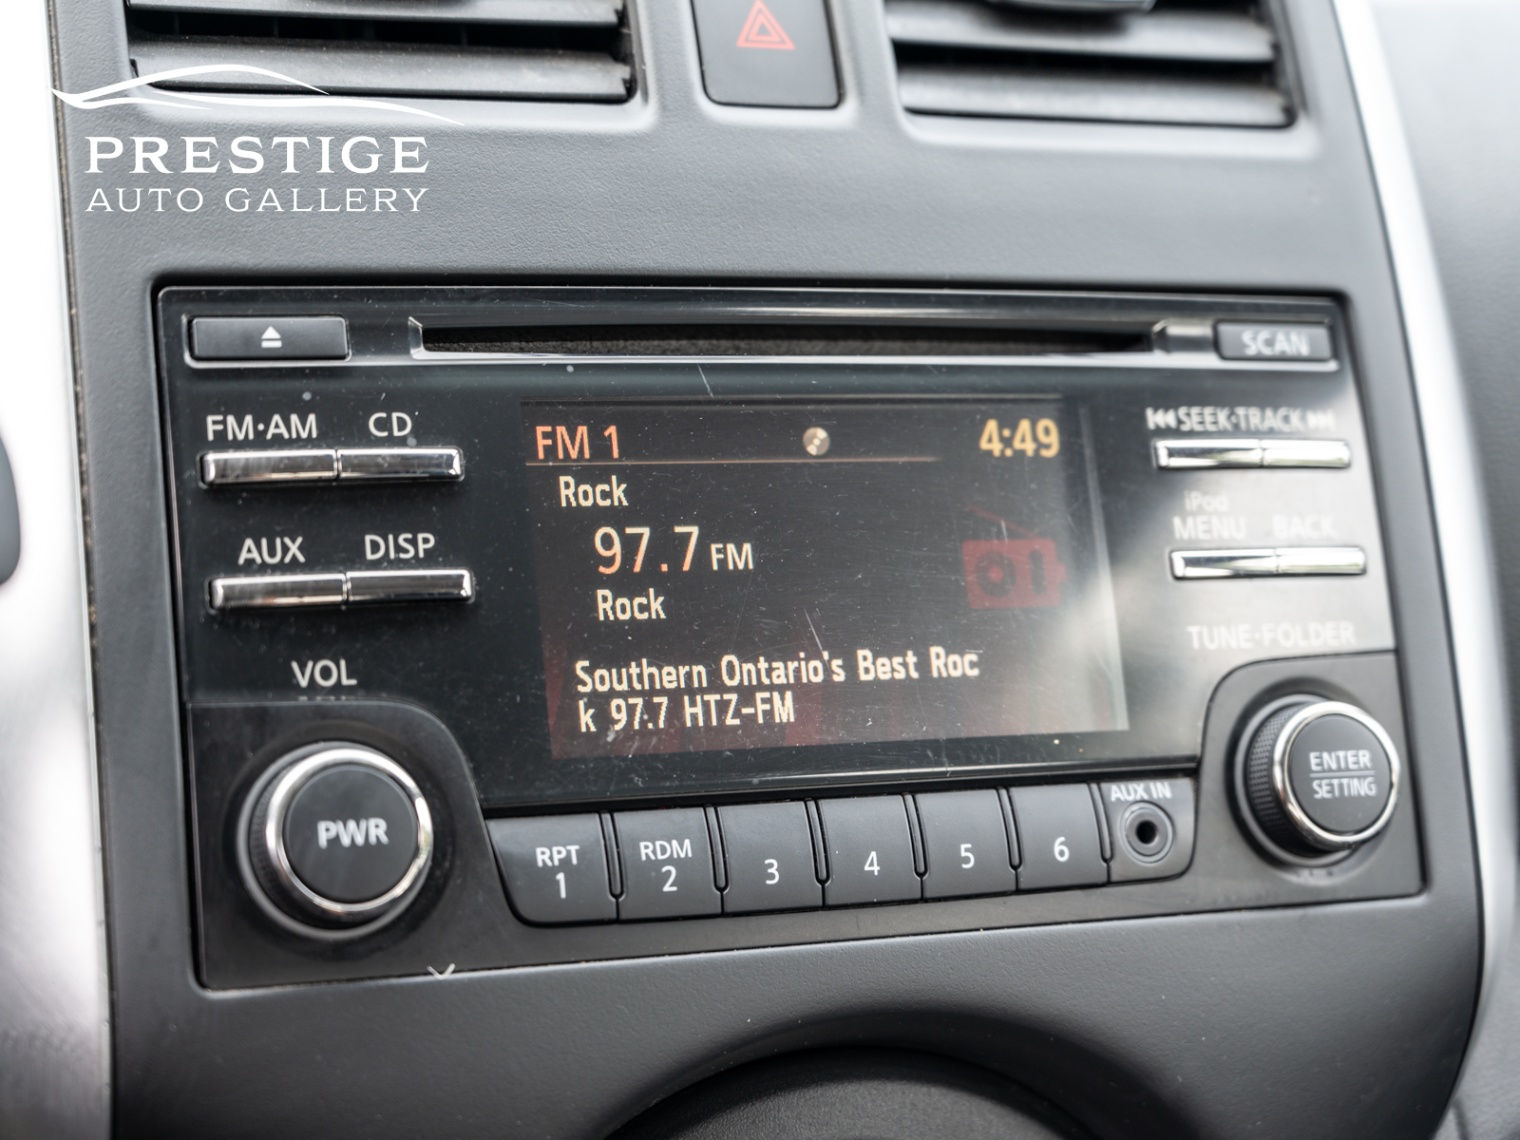 PRESTIGE
AUTO GALLERY
SCAN
FM·AM CD
SEEK·TRACK
FM 1 4:49
Rock
97.7 FM
Rock
Southern Ontario's Best Roc
k 97.7 HTZ-FM
iPod
MENU BACK
AUX DISP
TUNE·FOLDER
VOL
PWR
ENTER
SETTING
AUX IN
RPT
1
RDM
2
3
4
5
6